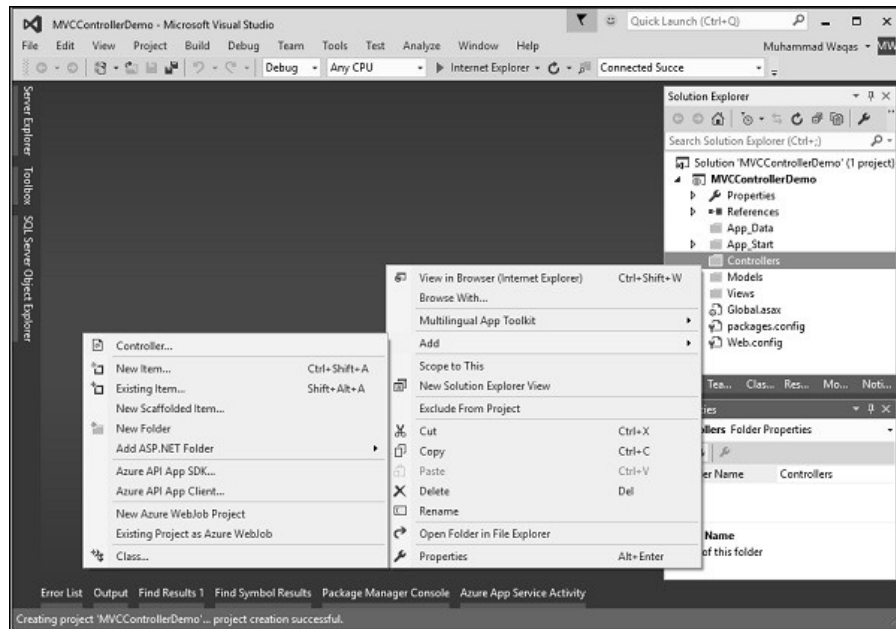 MVCControllerDemo - Microsoft Visual Studio
Quick Launch (Ctrl+Q)
File Edit View Project Build Debug Team Tools Test Analyze Window Help
Muhammad Waqas MW
Debug Any CPU Internet Explorer Connected Succe
Server Explorer
Toolbox
SQL Server Object Explorer
Solution Explorer
Search Solution Explorer (Ctrl+;)
Solution 'MVCControllerDemo' (1 project)
MVCControllerDemo
Properties
References
App_Data
App_Start
Controllers
Models
Views
Global.asax
packages.config
Web.config
View in Browser (Internet Explorer) Ctrl+Shift+W
Browse With...
Multilingual App Toolkit
Add
Scope to This
New Solution Explorer View
Exclude From Project
Cut Ctrl+X
Copy Ctrl+C
Paste Ctrl+V
Delete Del
Rename
Open Folder in File Explorer
Properties Alt+Enter
Controller...
New Item... Ctrl+Shift+A
Existing Item... Shift+Alt+A
New Scaffolded Item...
New Folder
Add ASP.NET Folder
Azure API App SDK...
Azure API App Client...
New Azure WebJob Project
Existing Project as Azure WebJob
Class...
Tea... Clas... Res... Mo... Noti...
ies
llers Folder Properties
er Name Controllers
Name
of this folder
Error List Output Find Results 1 Find Symbol Results Package Manager Console Azure App Service Activity
Creating project 'MVCControllerDemo'... project creation successful.